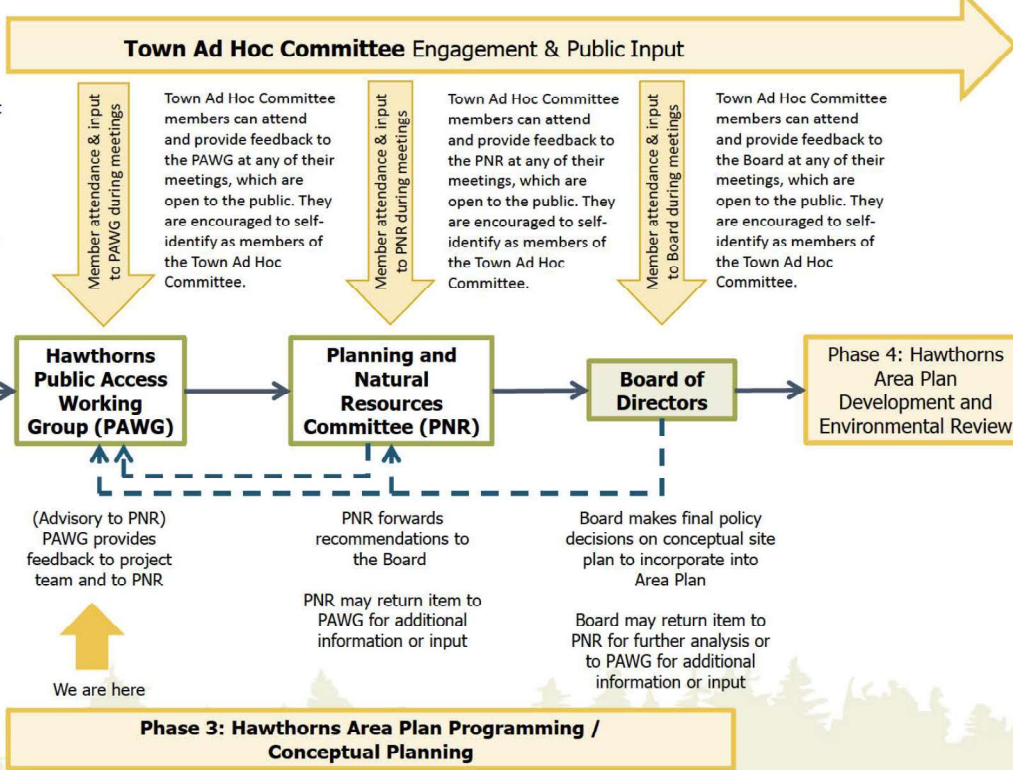 Town Ad Hoc Committee Engagement & Public Input
Member attendance & input
to PAWG during meetings
Town Ad Hoc Committee
members can attend
and provide feedback to
the PAWG at any of their
meetings, which are
open to the public. They
are encouraged to self-
identify as members of
the Town Ad Hoc
Committee.
Member attendance & input
to PNR during meetings
Town Ad Hoc Committee
members can attend
and provide feedback to
the PNR at any of their
meetings, which are
open to the public. They
are encouraged to self-
identify as members of
the Town Ad Hoc
Committee.
Member attendance & input
to Board during meetings
Town Ad Hoc Committee
members can attend
and provide feedback to
the Board at any of their
meetings, which are
open to the public. They
are encouraged to self-
identify as members of
the Town Ad Hoc
Committee.
Hawthorns
Public Access
Working
Group (PAWG)
Planning and
Natural
Resources
Committee (PNR)
Board of
Directors
Phase 4: Hawthorns
Area Plan
Development and
Environmental Review
(Advisory to PNR)
PAWG provides
feedback to project
team and to PNR
PNR forwards
recommendations to
the Board
PNR may return item to
PAWG for additional
information or input
Board makes final policy
decisions on conceptual site
plan to incorporate into
Area Plan
Board may return item to
PNR for further analysis or
to PAWG for additional
information or input
We are here
Phase 3: Hawthorns Area Plan Programming /
Conceptual Planning